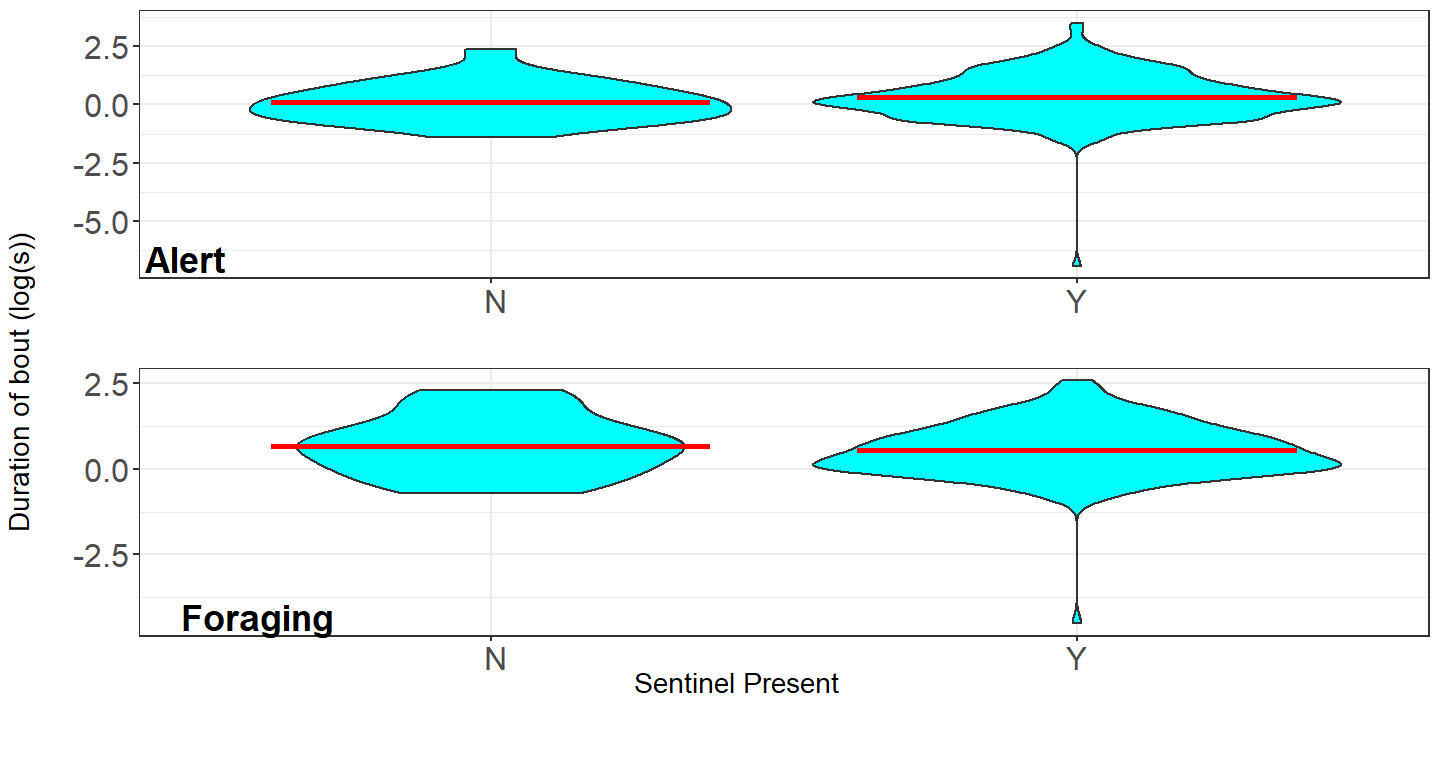 Duration of bout (log(s))
2.5
0.0
-2.5
-5.0
Alert
N Y
2.5
0.0
-2.5
Foraging
N Y
Sentinel Present